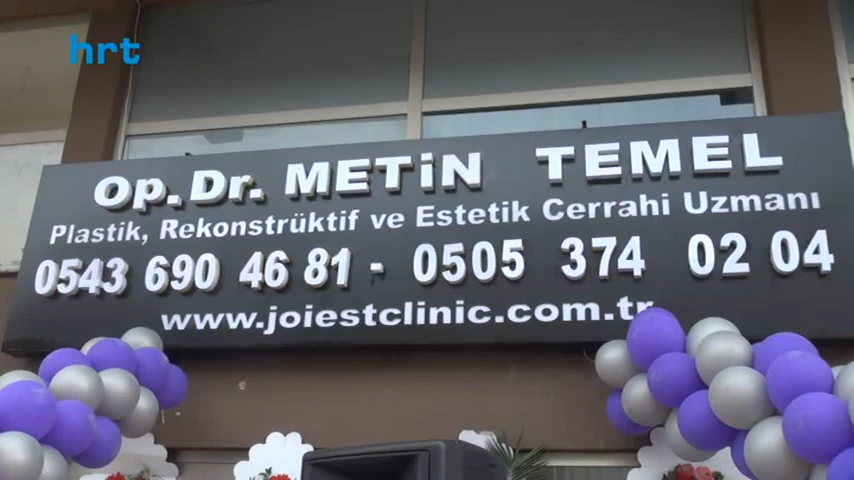 hrt
Op. Dr. METiN TEMEL
Plastik, Rekonstrüktif ve Estetik Cerrahi Uzmanı
0543 690 46 81 - 0505 374 02 04
www.joiestclinic.com.tr